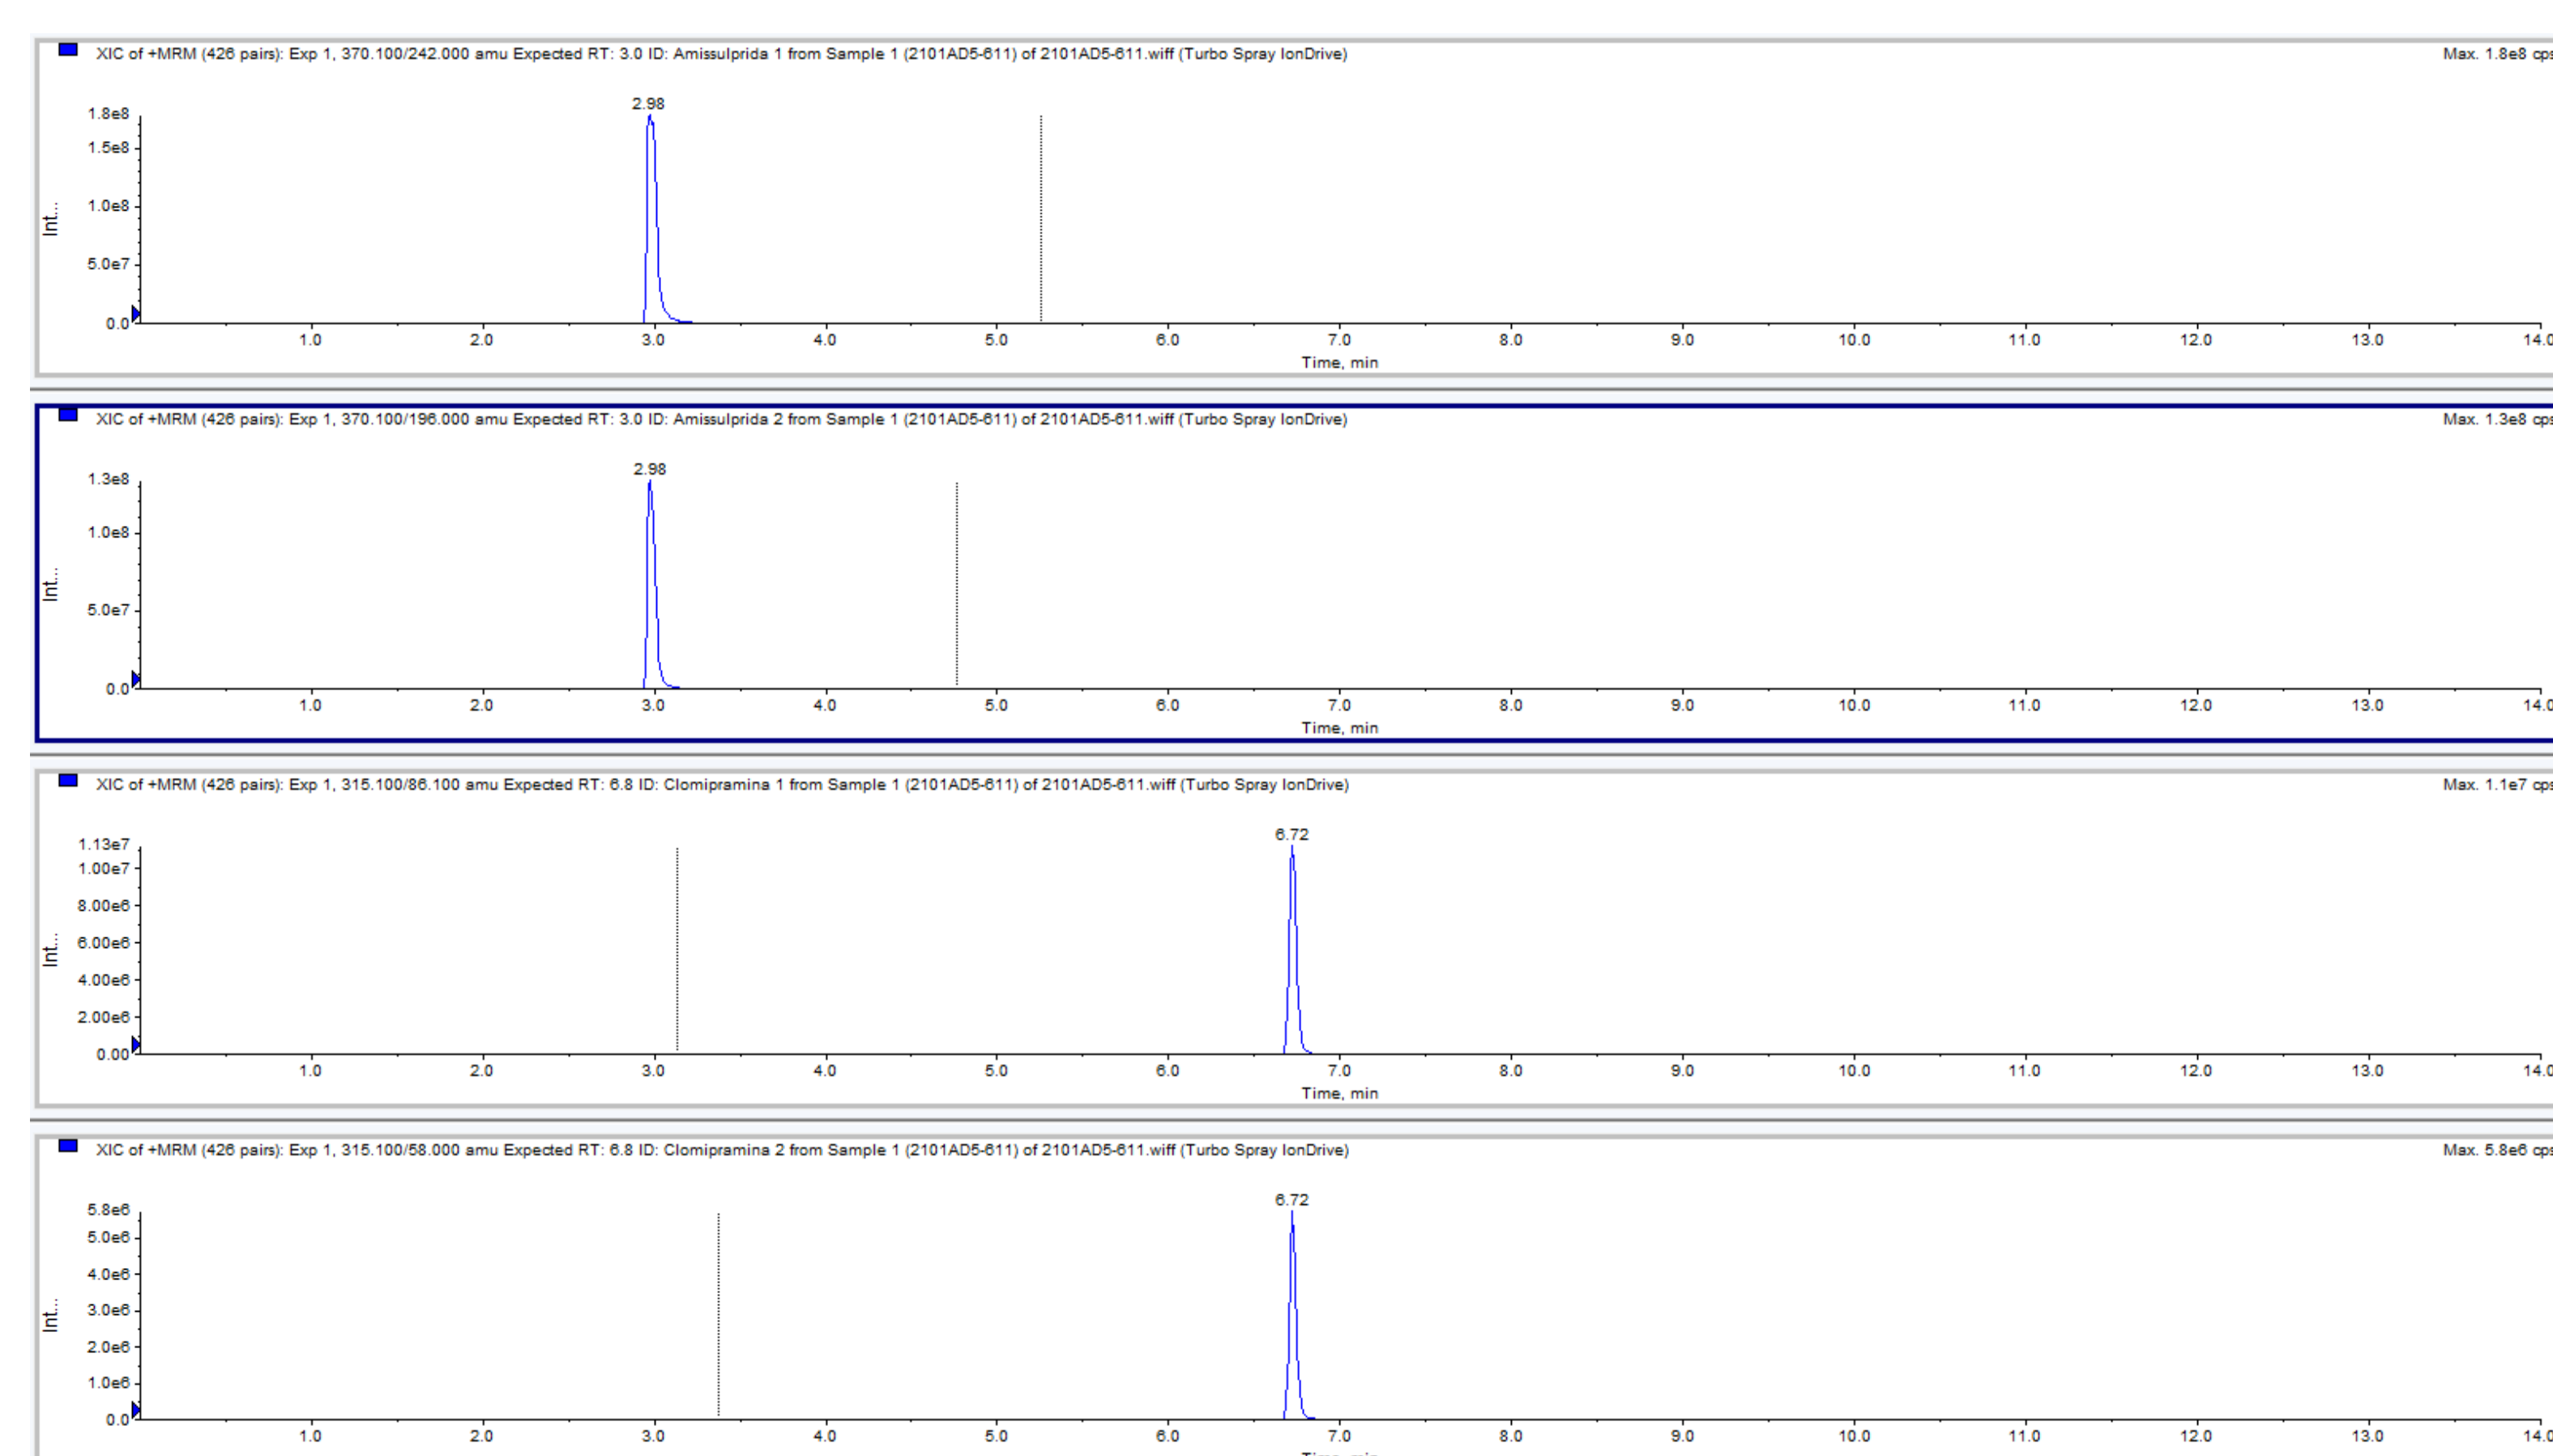 XIC of +MRM (426 pairs): Exp 1, 370.100/242.000 amu Expected RT: 3.0 ID: Amissulprida 1 from Sample 1 (2101AD5-611) of 2101AD5-611.wiff (Turbo Spray IonDrive) Max. 1.8e8 cps
2.98
1.8e8
1.5e8
1.0e8
Int...
5.0e7
0.0
1.0 2.0 3.0 4.0 5.0 6.0 7.0 8.0 9.0 10.0 11.0 12.0 13.0 14.0
Time, min
XIC of +MRM (426 pairs): Exp 1, 370.100/196.000 amu Expected RT: 3.0 ID: Amissulprida 2 from Sample 1 (2101AD5-611) of 2101AD5-611.wiff (Turbo Spray IonDrive) Max. 1.3e8 cps
2.98
1.3e8
1.0e8
Int...
5.0e7
0.0
1.0 2.0 3.0 4.0 5.0 6.0 7.0 8.0 9.0 10.0 11.0 12.0 13.0 14.0
Time, min
XIC of +MRM (426 pairs): Exp 1, 315.100/86.100 amu Expected RT: 6.8 ID: Clomipramina 1 from Sample 1 (2101AD5-611) of 2101AD5-611.wiff (Turbo Spray IonDrive) Max. 1.1e7 cps
6.72
1.13e7
1.00e7
8.00e6
6.00e6
Int...
4.00e6
2.00e6
0.00
1.0 2.0 3.0 4.0 5.0 6.0 7.0 8.0 9.0 10.0 11.0 12.0 13.0 14.0
Time, min
XIC of +MRM (426 pairs): Exp 1, 315.100/58.000 amu Expected RT: 6.8 ID: Clomipramina 2 from Sample 1 (2101AD5-611) of 2101AD5-611.wiff (Turbo Spray IonDrive) Max. 5.8e6 cps
6.72
5.8e6
5.0e6
4.0e6
3.0e6
Int...
2.0e6
1.0e6
0.0
1.0 2.0 3.0 4.0 5.0 6.0 7.0 8.0 9.0 10.0 11.0 12.0 13.0 14.0
Time, min